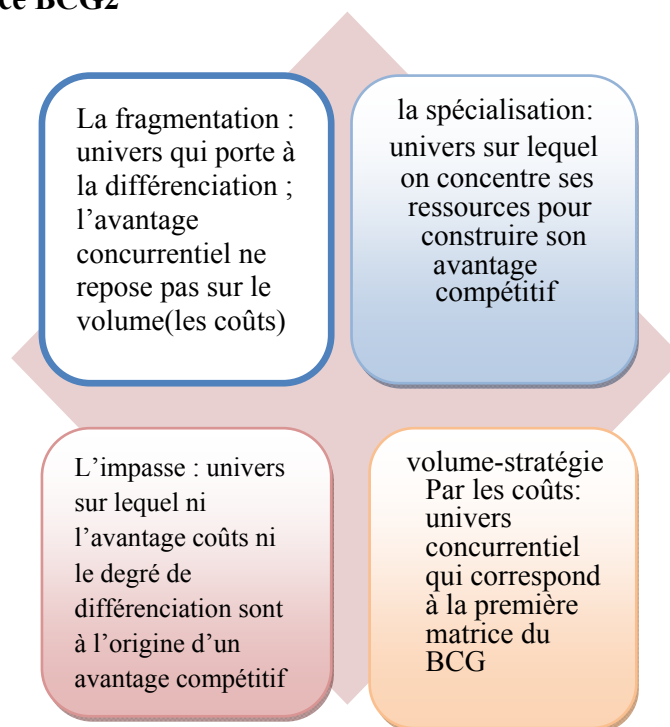 ce BCG2
La fragmentation :
univers qui porte à
la différenciation ;
l’avantage
concurrentiel ne
repose pas sur le
volume(les coûts)
la spécialisation:
univers sur lequel
on concentre ses
ressources pour
construire son
avantage
compétitif
L’impasse : univers
sur lequel ni
l’avantage coûts ni
le degré de
différenciation sont
à l’origine d’un
avantage compétitif
volume-stratégie
Par les coûts:
univers
concurrentiel
qui correspond
à la première
matrice du
BCG